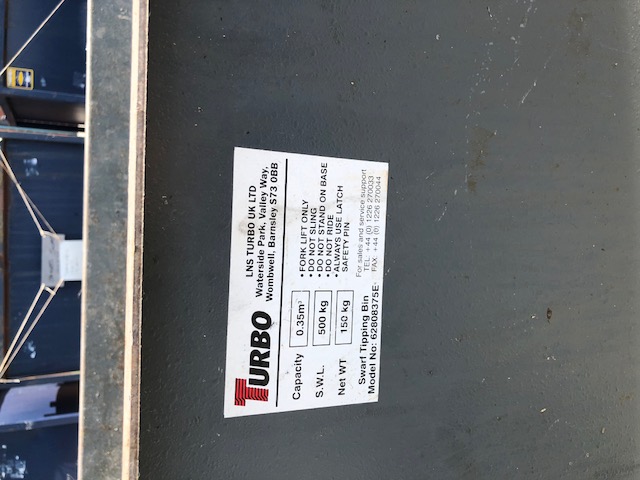 TURBO
LNS TURBO UK LTD
Waterside Park, Valley Way,
Wombwell, Barnsley S73 0BB
Capacity 0.35m³
S.W.L. 500 kg
Net WT 150 kg
• FORK LIFT ONLY
• DO NOT SLING
• DO NOT STAND ON BASE
• DO NOT RIDE
• ALWAYS USE LATCH
SAFETY PIN
Swarf Tipping Bin
Model No: 62808375E
For sales and service support
TEL: +44 (0) 1226 270033
FAX: +44 (0) 1226 270044